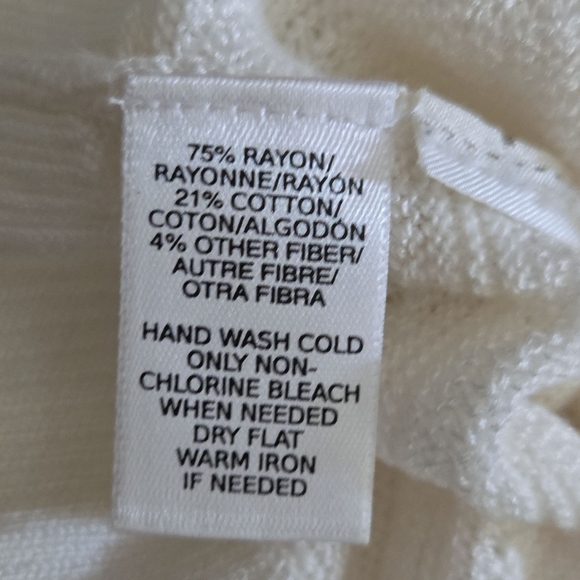 75% RAYON/
RAYONNE/RAYÓN
21% COTTON/
COTON/ALGODÓN
4% OTHER FIBER/
AUTRE FIBRE/
OTRA FIBRA
HAND WASH COLD
ONLY NON-
CHLORINE BLEACH
WHEN NEEDED
DRY FLAT
WARM IRON
IF NEEDED